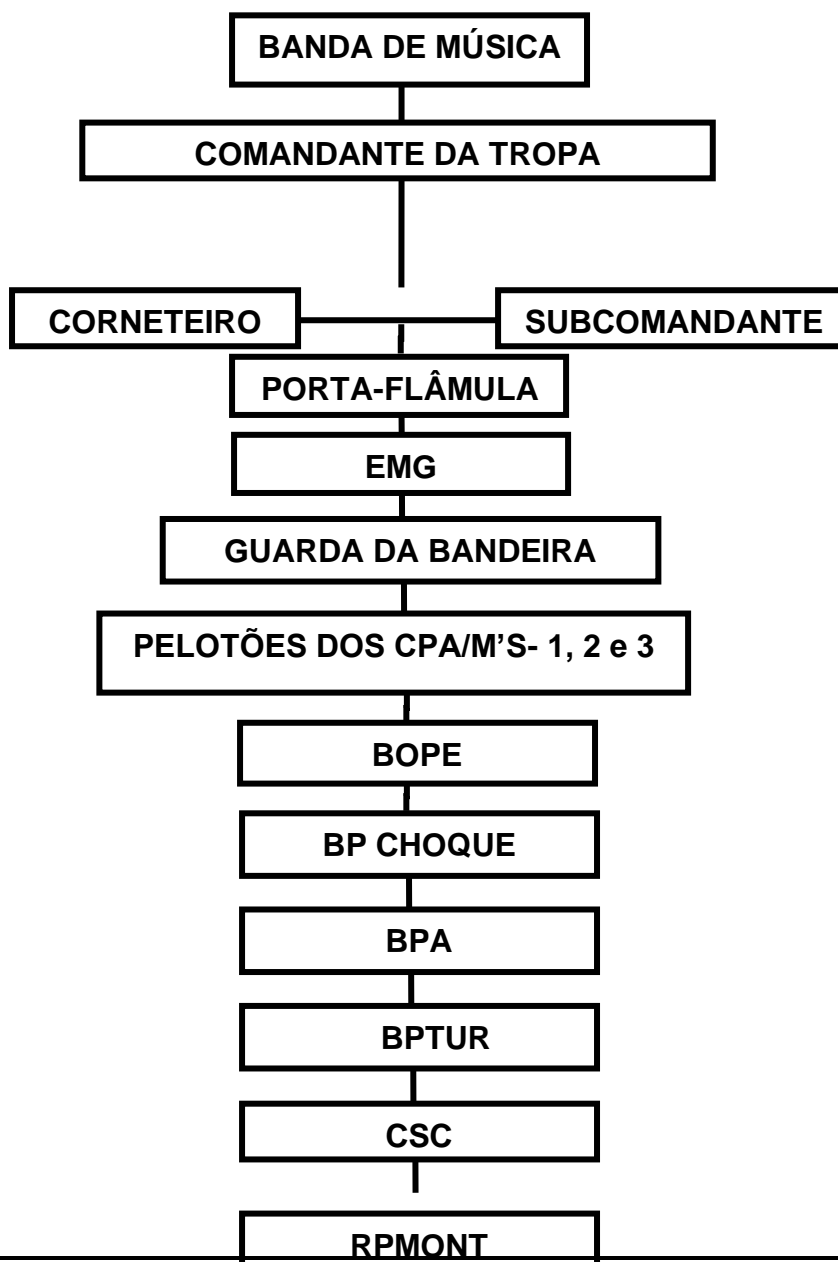 BANDA DE MÚSICA
COMANDANTE DA TROPA
CORNETEIRO
SUBCOMANDANTE
PORTA-FLÂMULA
EMG
GUARDA DA BANDEIRA
PELOTÕES DOS CPA/M’S- 1, 2 e 3
BOPE
BP CHOQUE
BPA
BPTUR
CSC
RPMONT